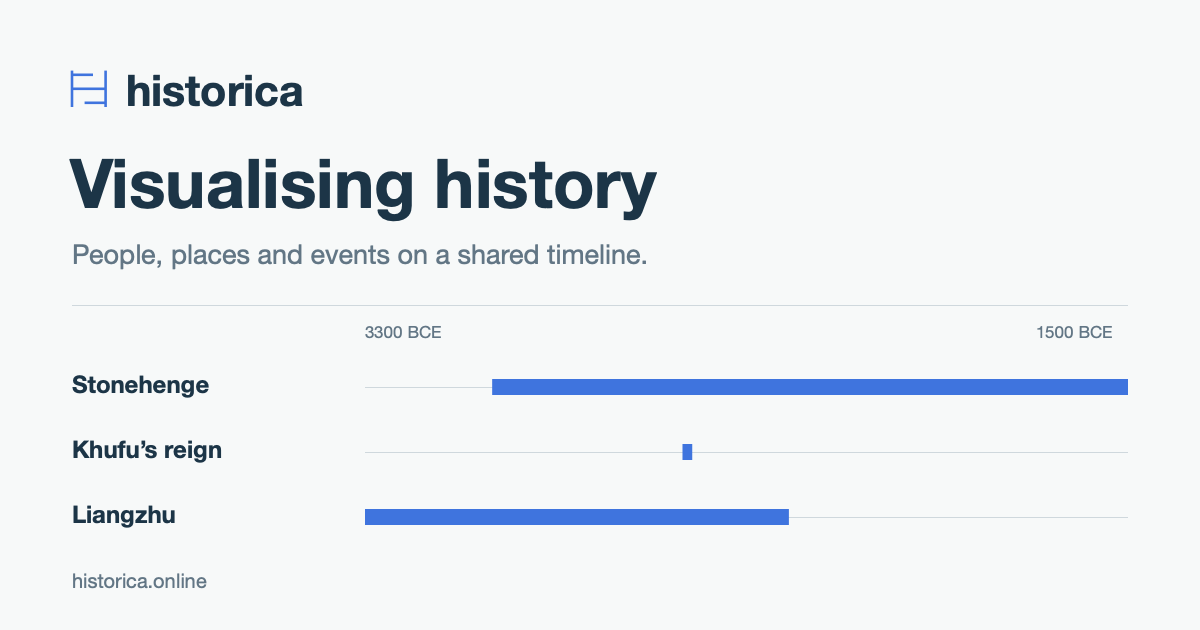 historica
Visualising history
People, places and events on a shared timeline.
3300 BCE 1500 BCE
Stonehenge
Khufu’s reign
Liangzhu
historica.online